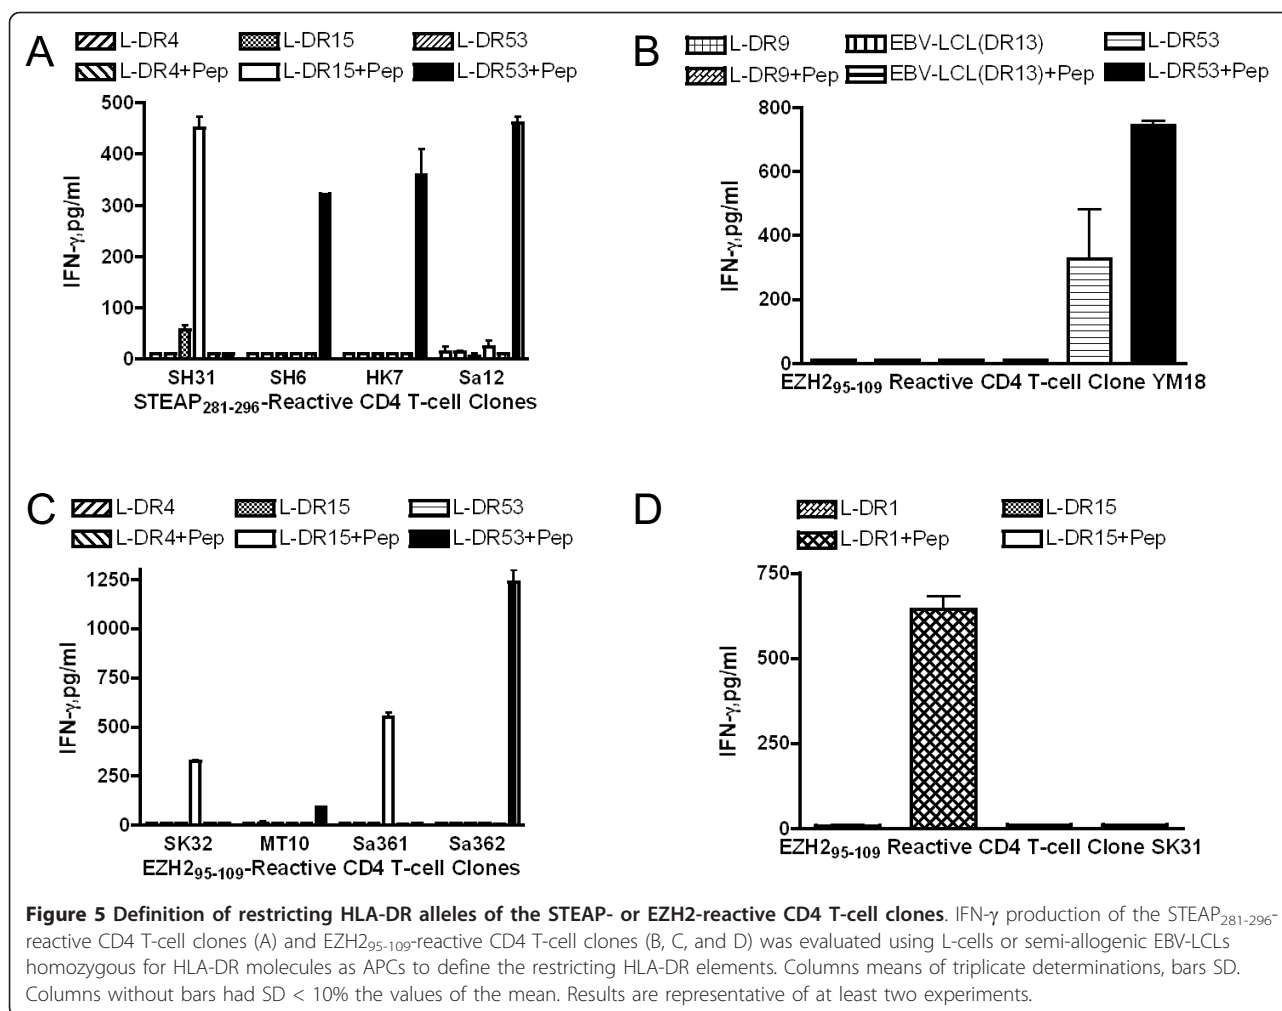 A
L-DR4 L-DR15 L-DR53
L-DR4+Pep L-DR15+Pep L-DR53+Pep
500
400
300
200
100
0
IFN-γ,pg/ml
SH31 SH6 HK7 Sa12
STEAP281-296-Reactive CD4 T-cell Clones
B
L-DR9 EBV-LCL(DR13) L-DR53
L-DR9+Pep EBV-LCL(DR13)+Pep L-DR53+Pep
800
600
400
200
0
IFN-γ,pg/ml
EZH295-109 Reactive CD4 T-cell Clone YM18
C
L-DR4 L-DR15 L-DR53
L-DR4+Pep L-DR15+Pep L-DR53+Pep
1250
1000
750
500
250
0
IFN-γ,pg/ml
SK32 MT10 Sa361 Sa362
EZH295-109-Reactive CD4 T-cell Clones
D
L-DR1 L-DR15
L-DR1+Pep L-DR15+Pep
750
500
250
0
IFN-γ,pg/ml
EZH295-109 Reactive CD4 T-cell Clone SK31
Figure 5 Definition of restricting HLA-DR alleles of the STEAP- or EZH2-reactive CD4 T-cell clones. IFN-γ production of the STEAP281-296-
reactive CD4 T-cell clones (A) and EZH295-109-reactive CD4 T-cell clones (B, C, and D) was evaluated using L-cells or semi-allogenic EBV-LCLs
homozygous for HLA-DR molecules as APCs to define the restricting HLA-DR elements. Columns means of triplicate determinations, bars SD.
Columns without bars had SD < 10% the values of the mean. Results are representative of at least two experiments.